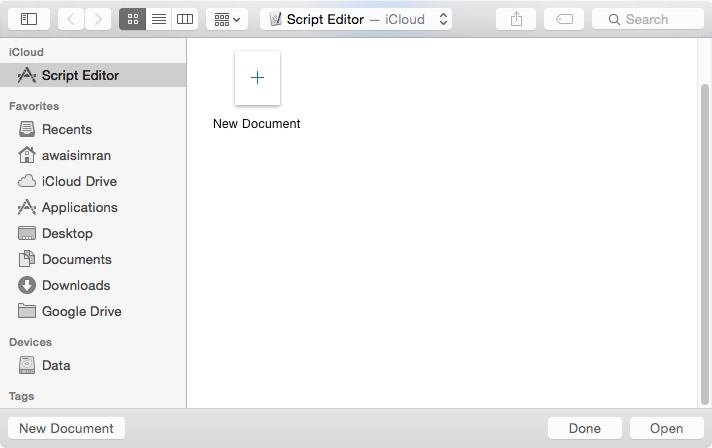 Script Editor — iCloud
Search
iCloud
Script Editor
Favorites
Recents
awaisimran
iCloud Drive
Applications
Desktop
Documents
Downloads
Google Drive
Devices
Data
Tags
New Document
New Document
Done
Open